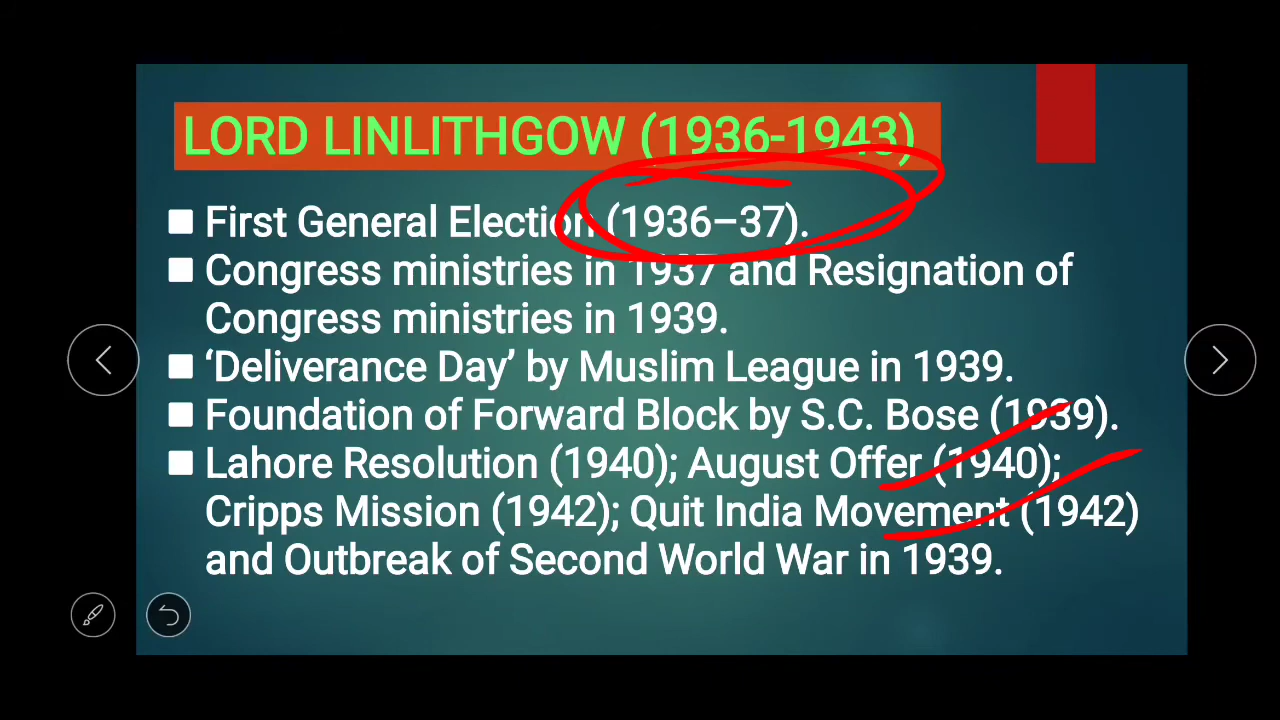 LORD LINLITHGOW (1936-1943)
First General Election (1936–37).
Congress ministries in 1937 and Resignation of
Congress ministries in 1939.
‘Deliverance Day’ by Muslim League in 1939.
Foundation of Forward Block by S.C. Bose (1939).
Lahore Resolution (1940); August Offer (1940);
Cripps Mission (1942); Quit India Movement (1942)
and Outbreak of Second World War in 1939.